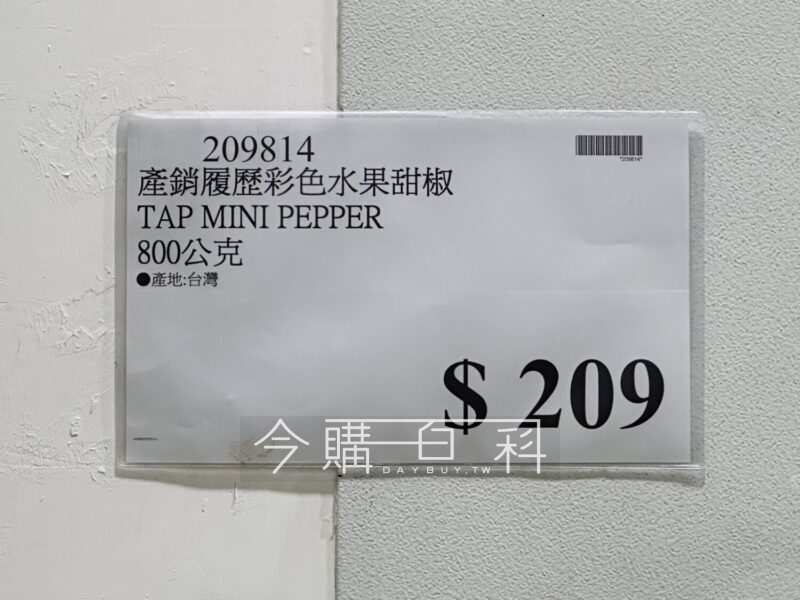 209814
*209814*
產銷履歷彩色水果甜椒
TAP MINI PEPPER
800公克
●產地:台灣
$ 209
今購百科
DAYBUY.TW